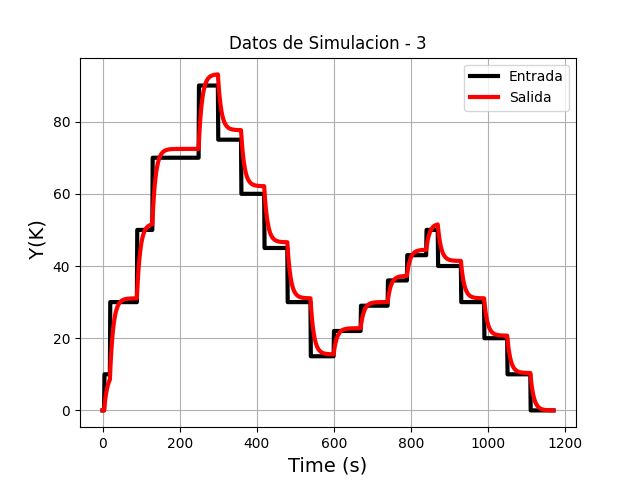 Datos de Simulacion - 3
Entrada
Salida
Y(K)
80
60
40
20
0
0 200 400 600 800 1000 1200
Time (s)